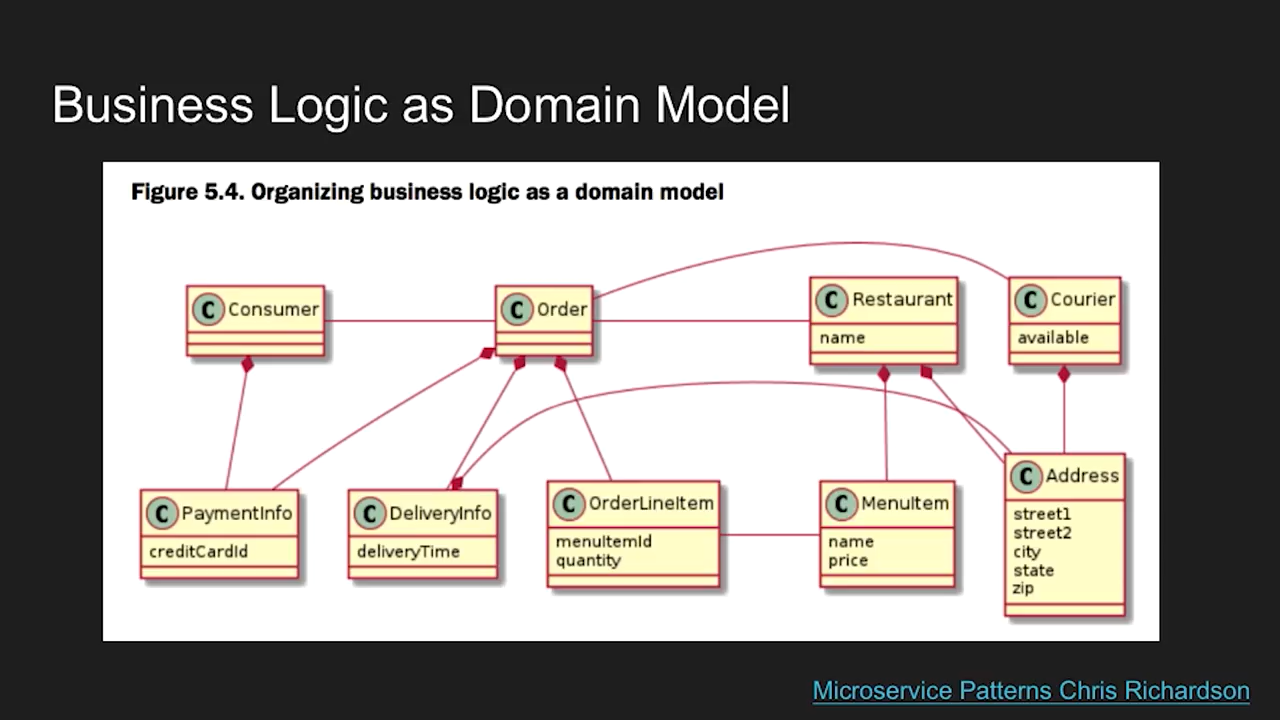 Business Logic as Domain Model
Figure 5.4. Organizing business logic as a domain model
C Consumer
C Order
C Restaurant
name
C Courier
available
C PaymentInfo
creditCardId
C DeliveryInfo
deliveryTime
C OrderLineItem
menuItemId
quantity
C MenuItem
name
price
C Address
street1
street2
city
state
zip
Microservice Patterns Chris Richardson